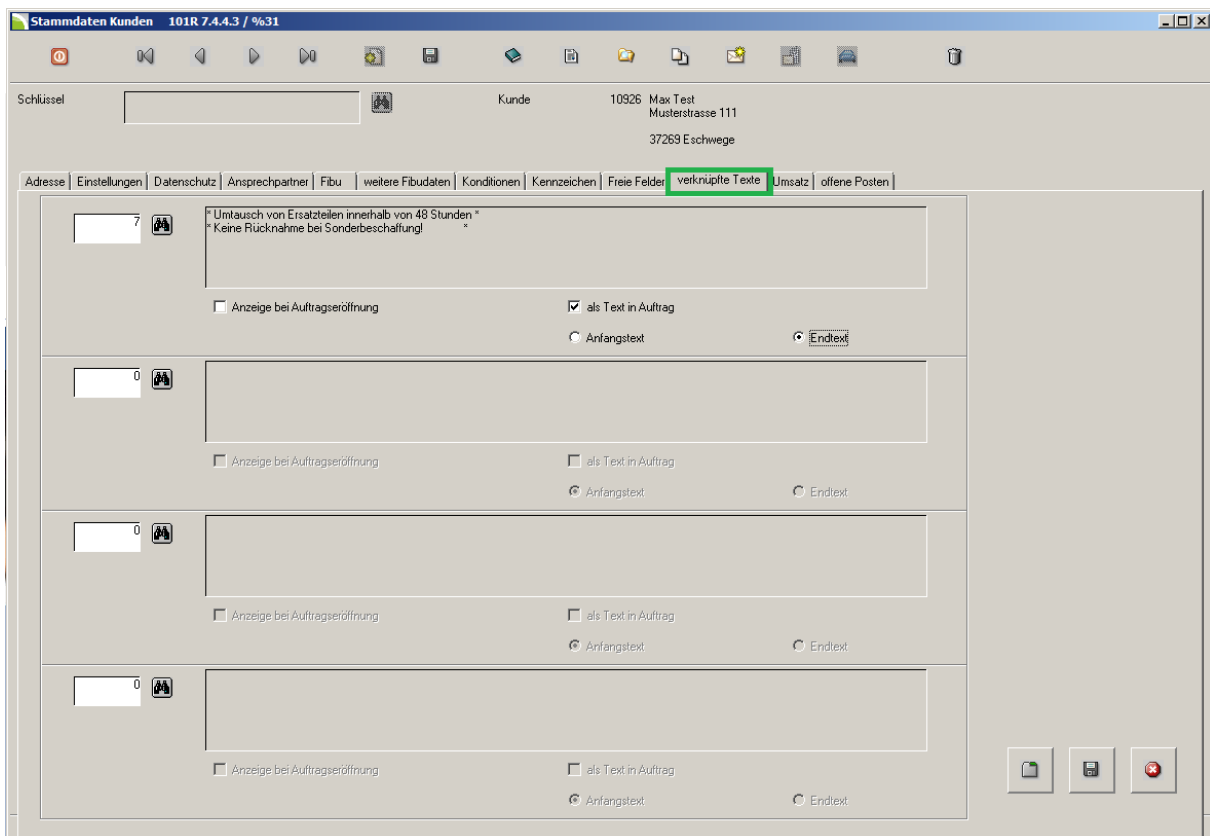 Stammdaten Kunden 101R 7.4.4.3 / %31
Schlüssel Kunde 10926 Max Test
Musterstrasse 111
37269 Eschwege
Adresse Einstellungen Datenschutz Ansprechpartner Fibu weitere Fibudaten Konditionen Kennzeichen Freie Felder verknüpfte Texte Umsatz offene Posten
7 * Umtausch von Ersatzteilen innerhalb von 48 Stunden *
* Keine Rücknahme bei Sonderbeschaffung! *
Anzeige bei Auftragseröffnung als Text in Auftrag
Anfangstext Endtext
0
Anzeige bei Auftragseröffnung als Text in Auftrag
Anfangstext Endtext
0
Anzeige bei Auftragseröffnung als Text in Auftrag
Anfangstext Endtext
0
Anzeige bei Auftragseröffnung als Text in Auftrag
Anfangstext Endtext